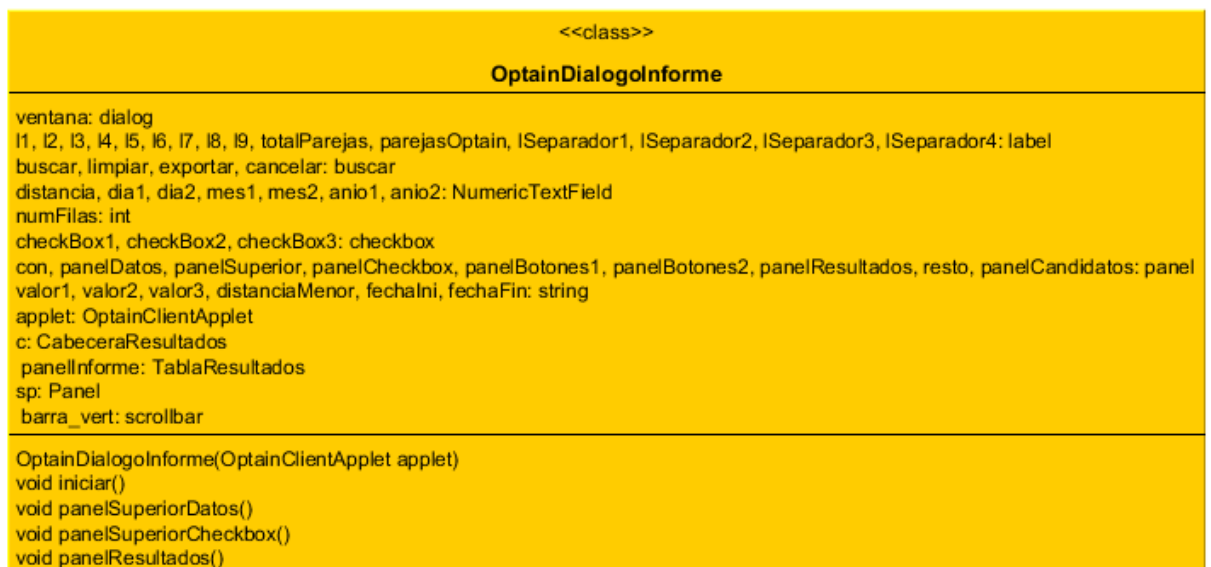 <<class>>
OptainDialogoInforme
ventana: dialog
l1, l2, l3, l4, l5, l6, l7, l8, l9, totalParejas, parejasOptain, lSeparador1, lSeparador2, lSeparador3, lSeparador4: label
buscar, limpiar, exportar, cancelar: buscar
distancia, dia1, dia2, mes1, mes2, anio1, anio2: NumericTextField
numFilas: int
checkBox1, checkBox2, checkBox3: checkbox
con, panelDatos, panelSuperior, panelCheckbox, panelBotones1, panelBotones2, panelResultados, resto, panelCandidatos: panel
valor1, valor2, valor3, distanciaMenor, fechaIni, fechaFin: string
applet: OptainClientApplet
c: CabeceraResultados
panelInforme: TablaResultados
sp: Panel
barra_vert: scrollbar
OptainDialogoInforme(OptainClientApplet applet)
void iniciar()
void panelSuperiorDatos()
void panelSuperiorCheckbox()
void panelResultados()